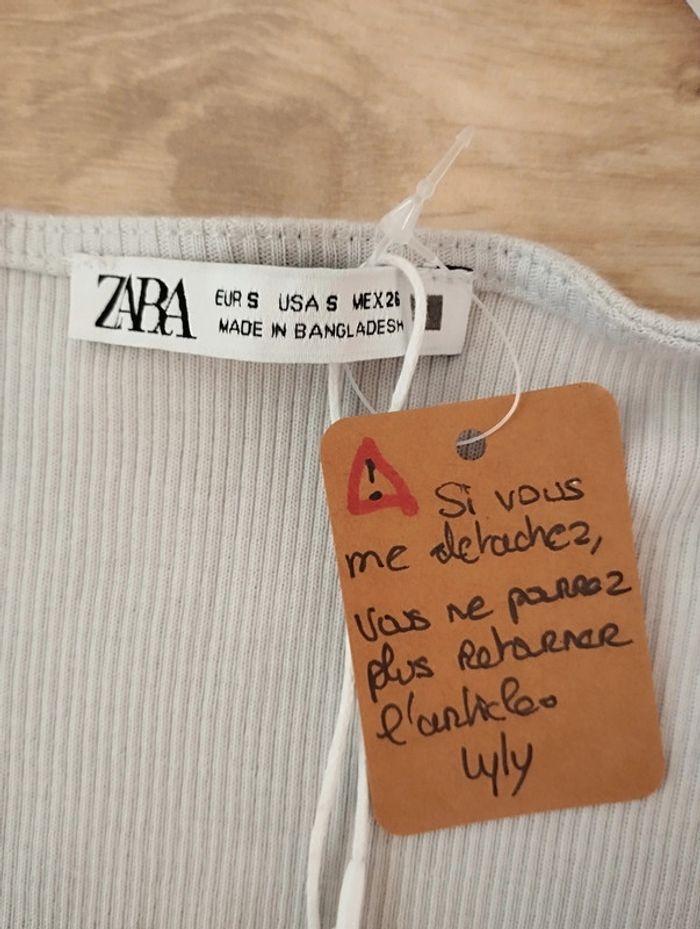 ZARA
EUR S USA S MEX 26
MADE IN BANGLADESH
! Si vous
me detachez,
vous ne pourrez
plus retourner
l'article.
Lyly